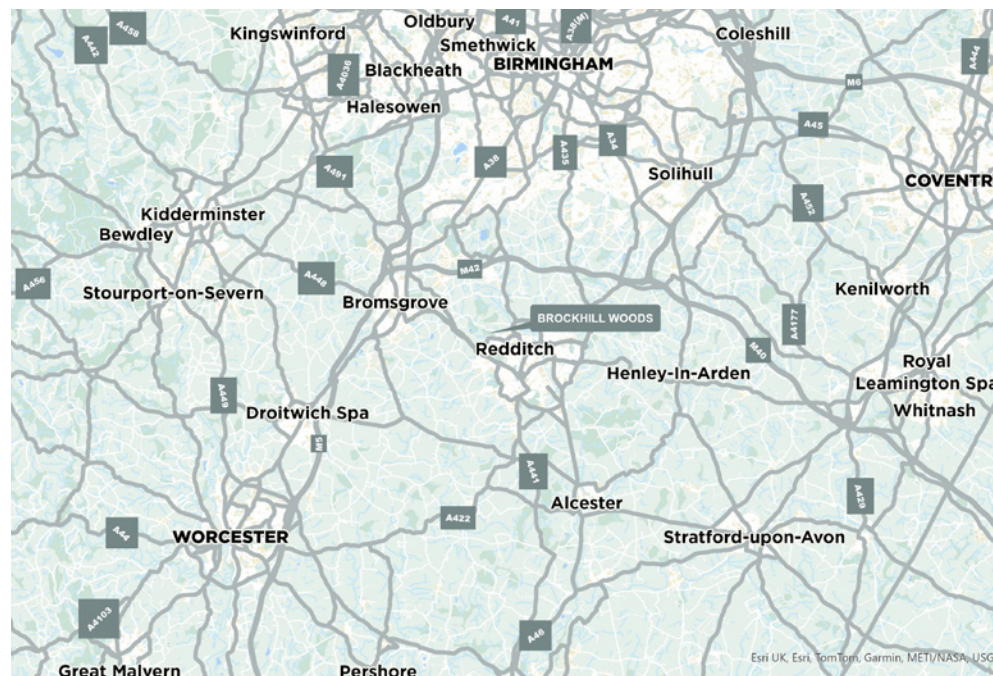 A458
A442
Kingswinford
Oldbury
A41
A38(M)
Smethwick
Coleshill
A444
BIRMINGHAM
A4036
Blackheath
M6
Halesowen
A45
A34
A435
A38
A491
Solihull
COVENTR
A452
Kidderminster
Bewdley
M42
A448
A456
Stourport-on-Severn
Bromsgrove
Kenilworth
BROCKHILL WOODS
A4177
Redditch
M40
Henley-In-Arden
Royal
Leamington Spa
A449
Droitwich Spa
Whitnash
M5
A441
Alcester
A429
A422
A44
WORCESTER
Stratford-upon-Avon
A4103
A46
Great Malvern
Pershore
Esri UK, Esri, TomTom, Garmin, METI/NASA, USG